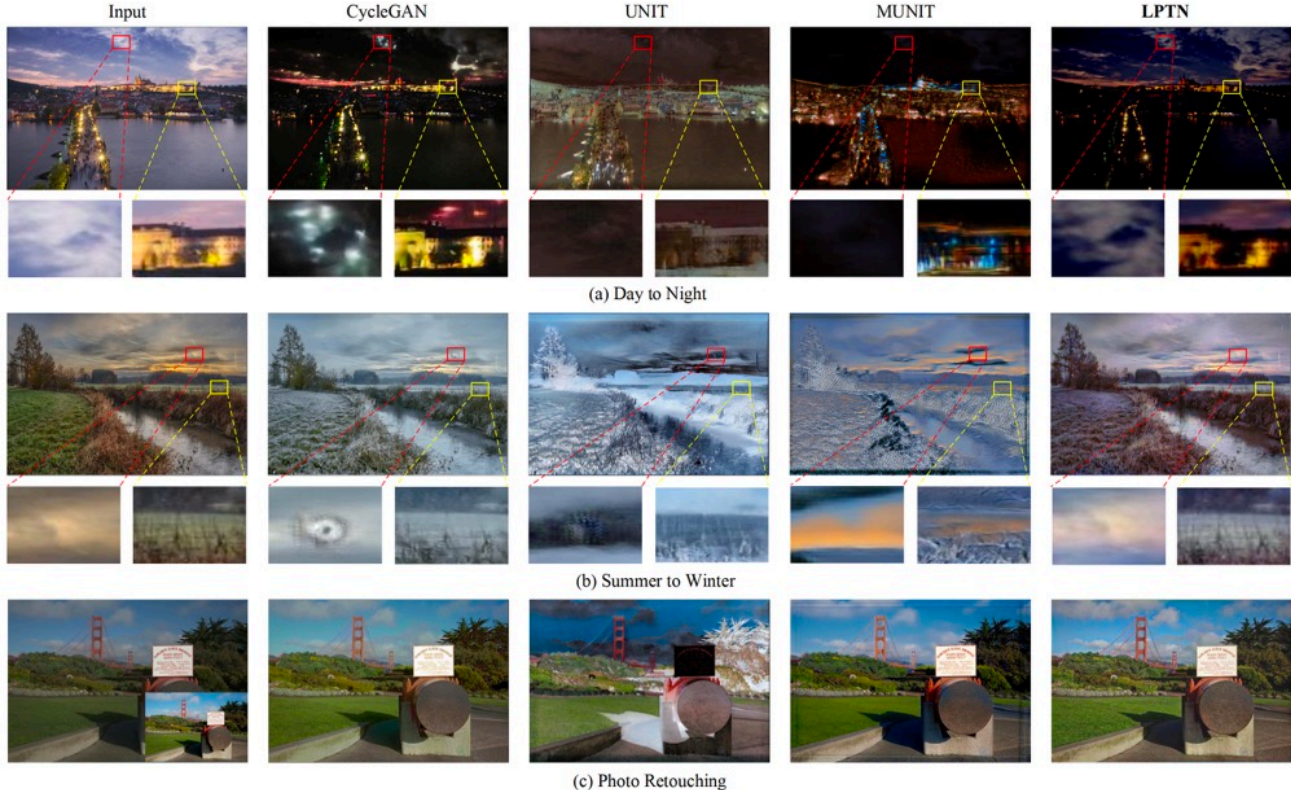 Input CycleGAN UNIT MUNIT LPTN
(a) Day to Night
(b) Summer to Winter
(c) Photo Retouching